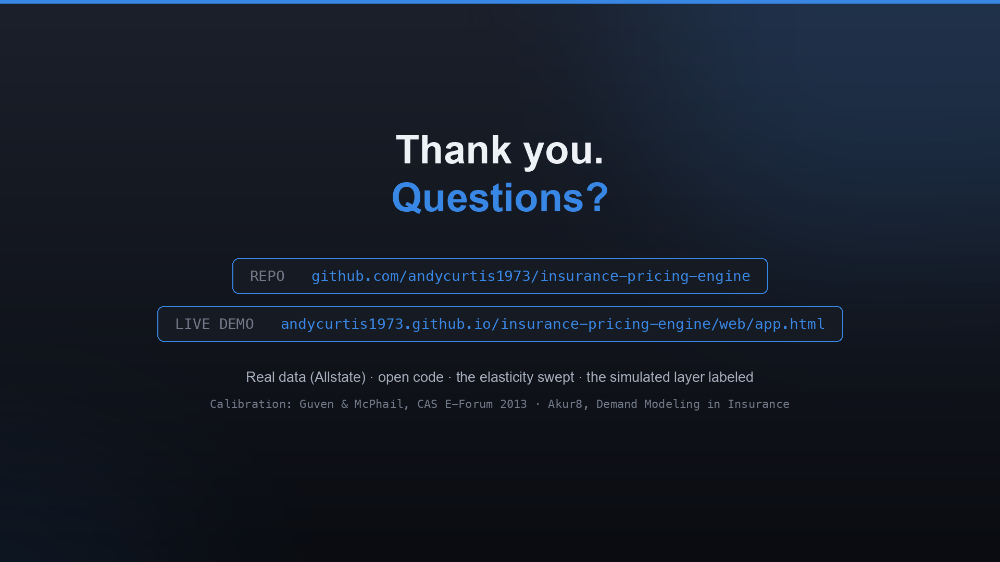 Thank you.
Questions?
REPO github.com/andycurtis1973/insurance-pricing-engine
LIVE DEMO andycurtis1973.github.io/insurance-pricing-engine/web/app.html
Real data (Allstate) · open code · the elasticity swept · the simulated layer labeled
Calibration: Guven & McPhail, CAS E-Forum 2013 · Akur8, Demand Modeling in Insurance